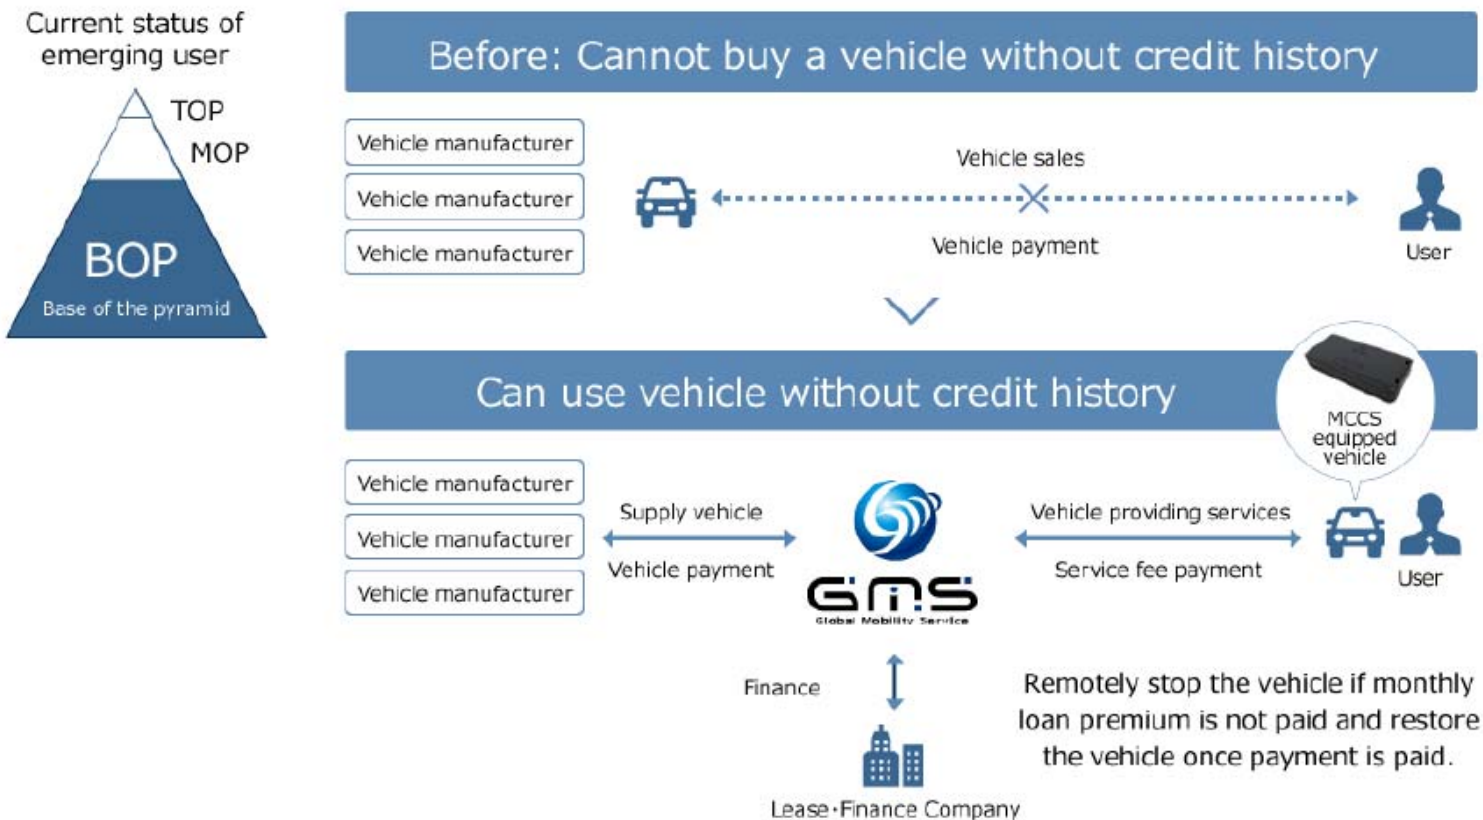 Current status of
emerging user
TOP
MOP
BOP
Base of the pyramid
Before: Cannot buy a vehicle without credit history
Vehicle manufacturer
Vehicle manufacturer
Vehicle manufacturer
Vehicle sales
Vehicle payment
User
Can use vehicle without credit history
MCCS
equipped
vehicle
Vehicle manufacturer
Vehicle manufacturer
Vehicle manufacturer
Supply vehicle
Vehicle payment
GMS
Global Mobility Service
Vehicle providing services
Service fee payment
User
Finance
Lease・Finance Company
Remotely stop the vehicle if monthly
loan premium is not paid and restore
the vehicle once payment is paid.